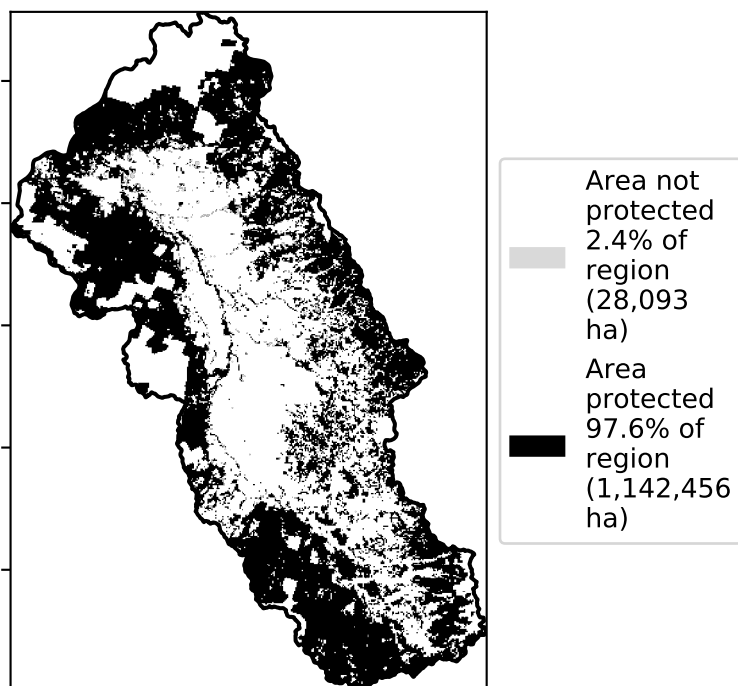 Area not
protected
2.4% of
region
(28,093
ha)
Area
protected
97.6% of
region
(1,142,456
ha)